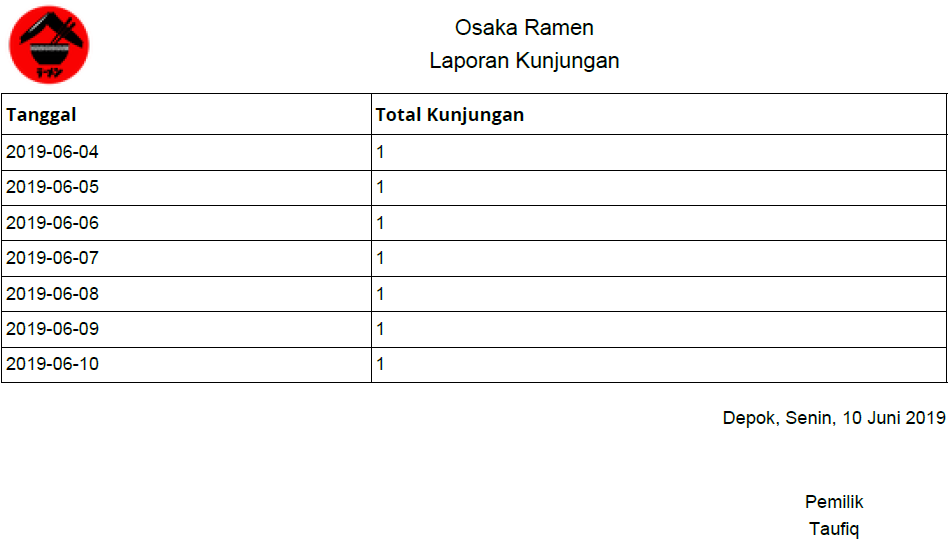 ラーメン
Osaka Ramen
Laporan Kunjungan
Tanggal Total Kunjungan
2019-06-04 1
2019-06-05 1
2019-06-06 1
2019-06-07 1
2019-06-08 1
2019-06-09 1
2019-06-10 1
Depok, Senin, 10 Juni 2019
Pemilik
Taufiq